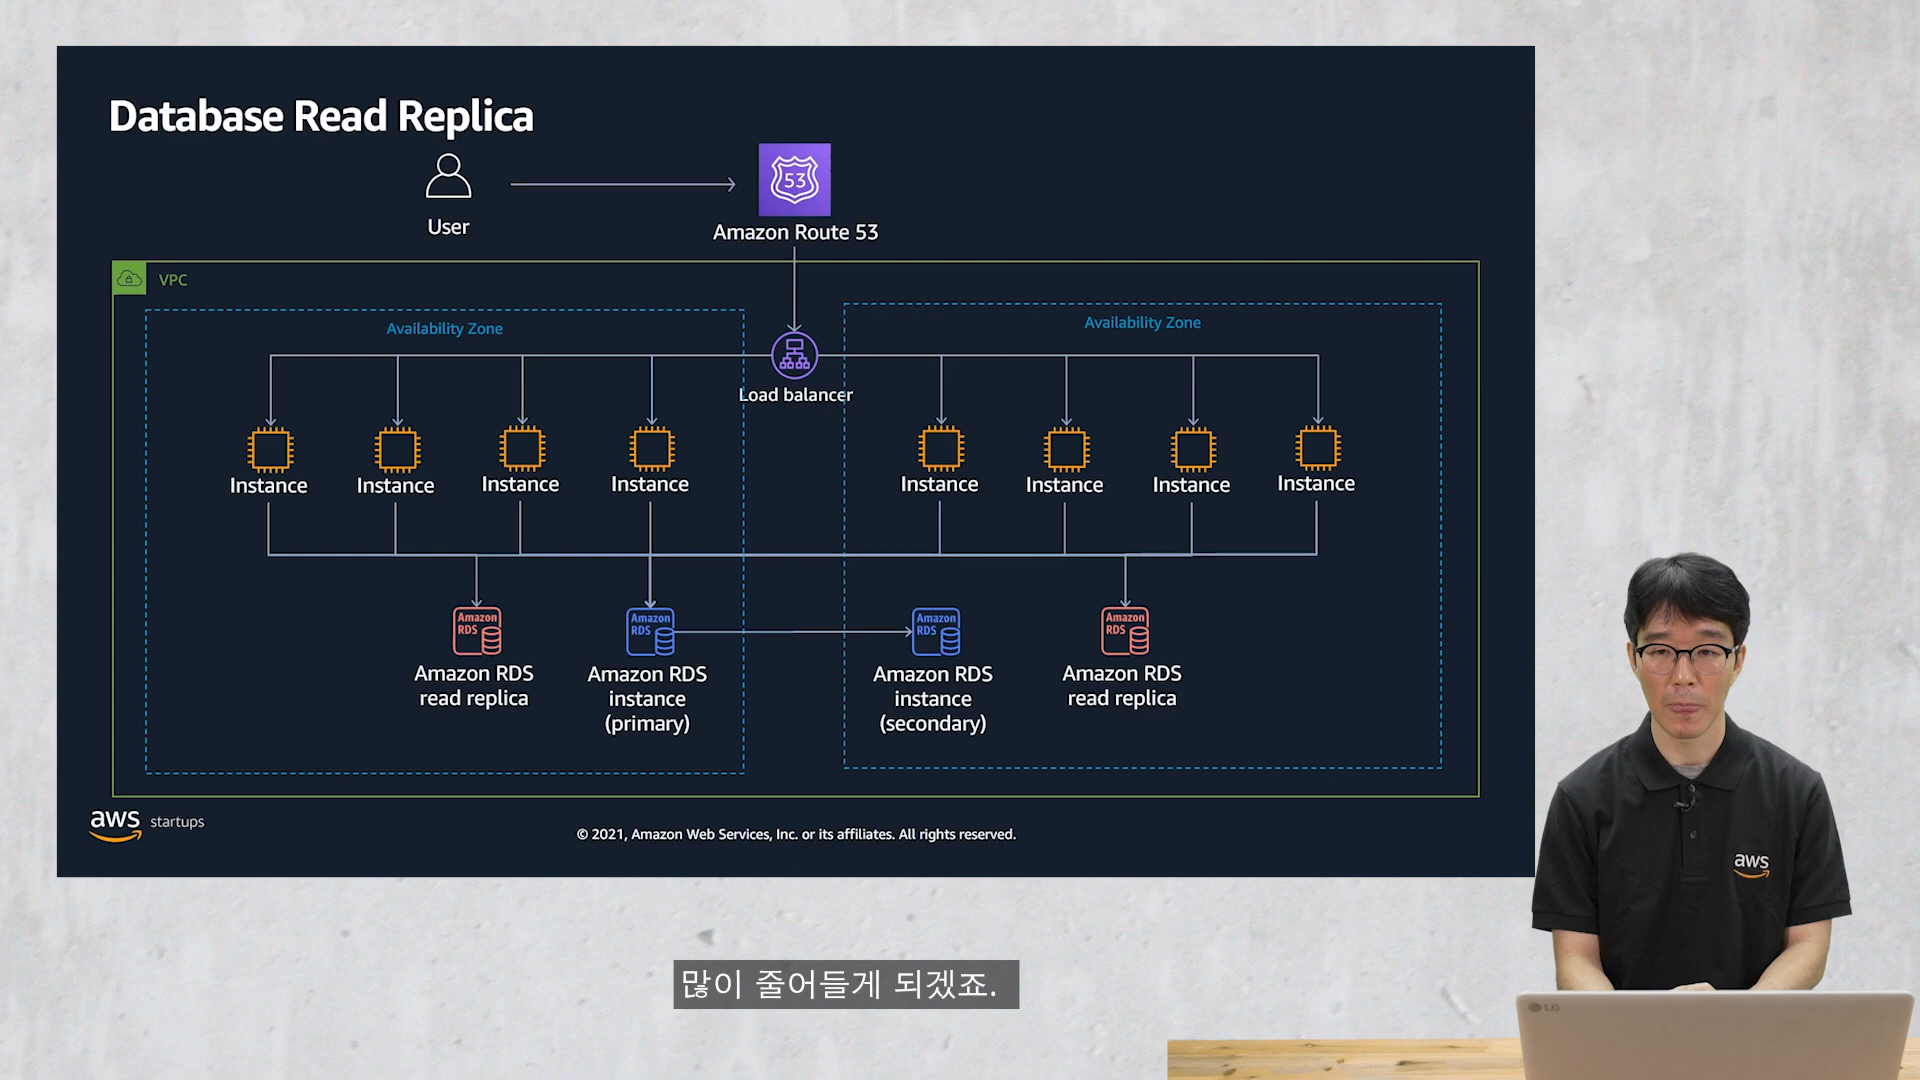 Database Read Replica
53
User
Amazon Route 53
VPC
Availability Zone
Availability Zone
Load balancer
Instance
Instance
Instance
Instance
Instance
Instance
Instance
Instance
Amazon
RDS
Amazon
RDS
Amazon
RDS
Amazon
RDS
Amazon RDS
read replica
Amazon RDS
instance
(primary)
Amazon RDS
instance
(secondary)
Amazon RDS
read replica
aws startups
© 2021, Amazon Web Services, Inc. or its affiliates. All rights reserved.
aws
많이 줄어들게 되겠죠.
LG